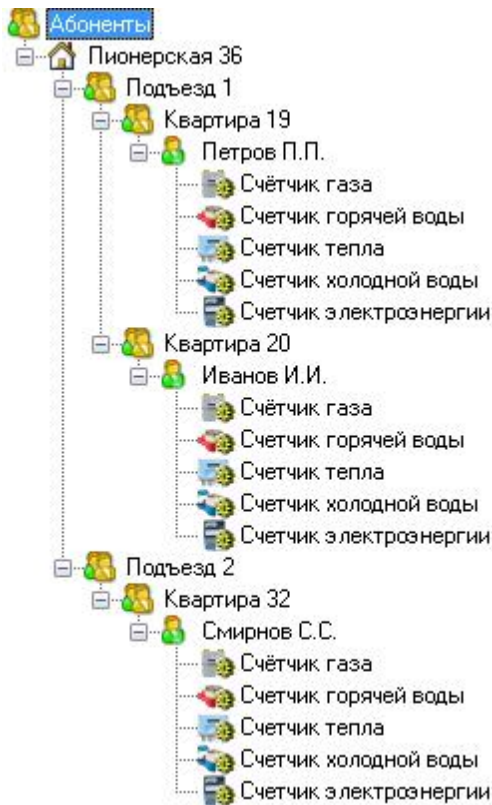 Абоненты
Пионерская 36
Подъезд 1
Квартира 19
Петров П.П.
Счётчик газа
Счетчик горячей воды
Счетчик тепла
Счетчик холодной воды
Счетчик электроэнергии
Квартира 20
Иванов И.И.
Счётчик газа
Счетчик горячей воды
Счетчик тепла
Счетчик холодной воды
Счетчик электроэнергии
Подъезд 2
Квартира 32
Смирнов С.С.
Счётчик газа
Счетчик горячей воды
Счетчик тепла
Счетчик холодной воды
Счетчик электроэнергии